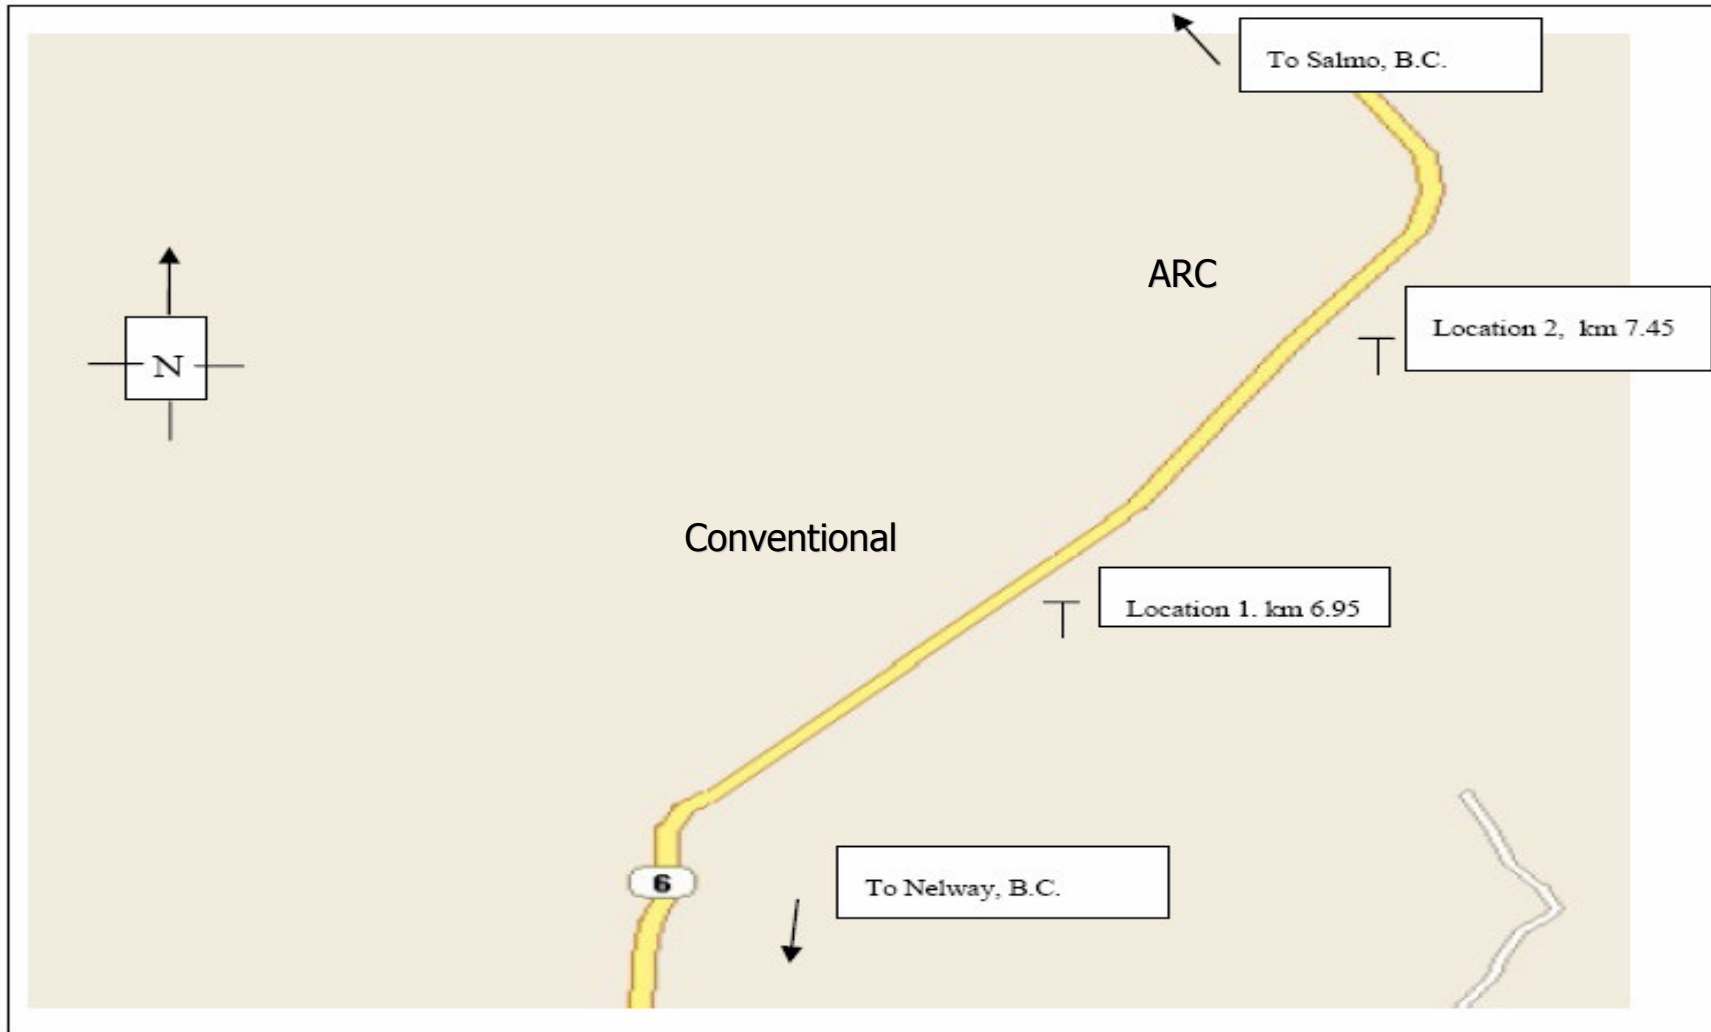 To Salmo, B.C.
ARC
Location 2,  km 7.45
N
Conventional
Location 1. km 6.95
6
To Nelway, B.C.